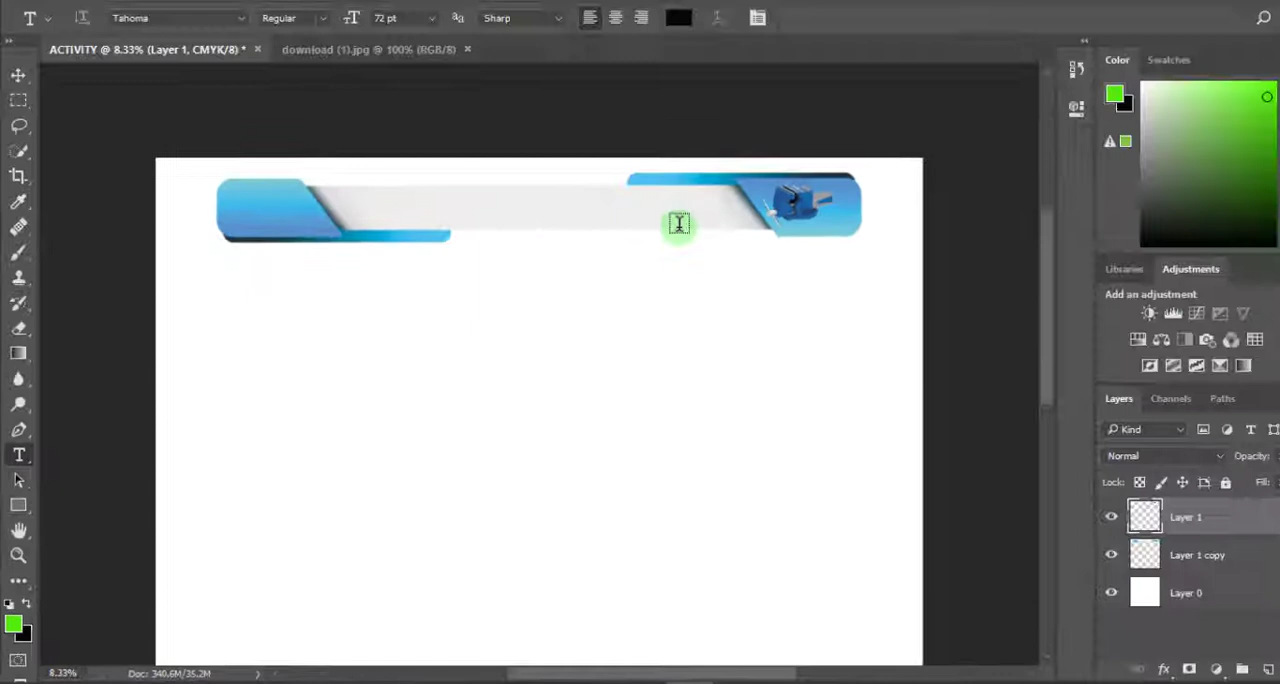 T Tahoma Regular 72 pt Sharp
ACTIVITY @ 8.33% (Layer 1, CMYK/8) * × download (1).jpg @ 100% (RGB/8) ×
Color Swatches
Libraries Adjustments
Add an adjustment
Layers Channels Paths
Kind
Normal Opacity:
Lock: Fill:
Layer 1
Layer 1 copy
Layer 0
8.33% Doc: 340.6M/35.2M
fx